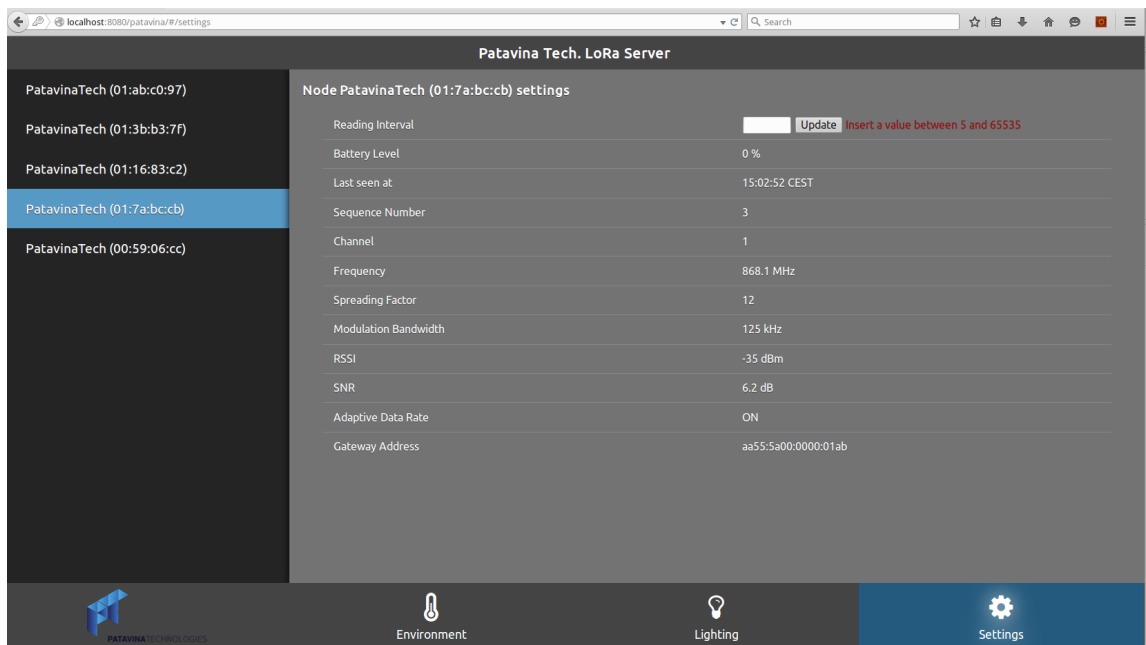 localhost:8080/patavina/#/settings
Search
Patavina Tech. LoRa Server
PatavinaTech (01:ab:c0:97)
PatavinaTech (01:3b:b3:7f)
PatavinaTech (01:16:83:c2)
PatavinaTech (01:7a:bc:cb)
PatavinaTech (00:59:06:cc)
Node PatavinaTech (01:7a:bc:cb) settings
Reading Interval Update Insert a value between 5 and 65535
Battery Level 0 %
Last seen at 15:02:52 CEST
Sequence Number 3
Channel 1
Frequency 868.1 MHz
Spreading Factor 12
Modulation Bandwidth 125 kHz
RSSI -35 dBm
SNR 6.2 dB
Adaptive Data Rate ON
Gateway Address aa55:5a00:0000:01ab
PATAVINATECHNOLOGIES
Environment
Lighting
Settings